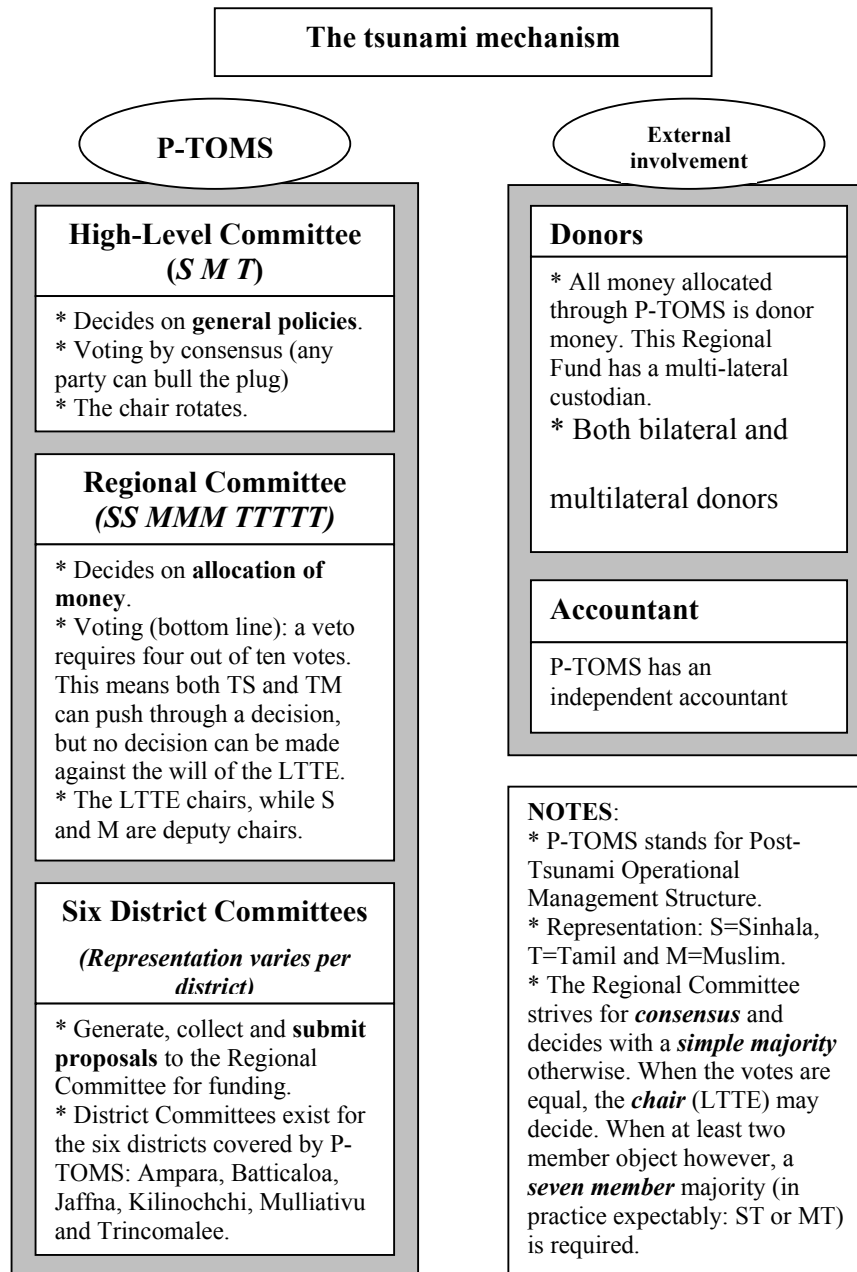 The tsunami mechanism
P-TOMS
High-Level Committee
(S M T)
* Decides on general policies.
* Voting by consensus (any
party can bull the plug)
* The chair rotates.
Regional Committee
(SS MMM TTTTT)
* Decides on allocation of
money.
* Voting (bottom line): a veto
requires four out of ten votes.
This means both TS and TM
can push through a decision,
but no decision can be made
against the will of the LTTE.
* The LTTE chairs, while S
and M are deputy chairs.
Six District Committees
(Representation varies per
district)
* Generate, collect and submit
proposals to the Regional
Committee for funding.
* District Committees exist for
the six districts covered by P-
TOMS: Ampara, Batticaloa,
Jaffna, Kilinochchi, Mulliativu
and Trincomalee.
External
involvement
Donors
* All money allocated
through P-TOMS is donor
money. This Regional
Fund has a multi-lateral
custodian.
* Both bilateral and
multilateral donors
Accountant
P-TOMS has an
independent accountant
NOTES:
* P-TOMS stands for Post-
Tsunami Operational
Management Structure.
* Representation: S=Sinhala,
T=Tamil and M=Muslim.
* The Regional Committee
strives for consensus and
decides with a simple majority
otherwise. When the votes are
equal, the chair (LTTE) may
decide. When at least two
member object however, a
seven member majority (in
practice expectably: ST or MT)
is required.